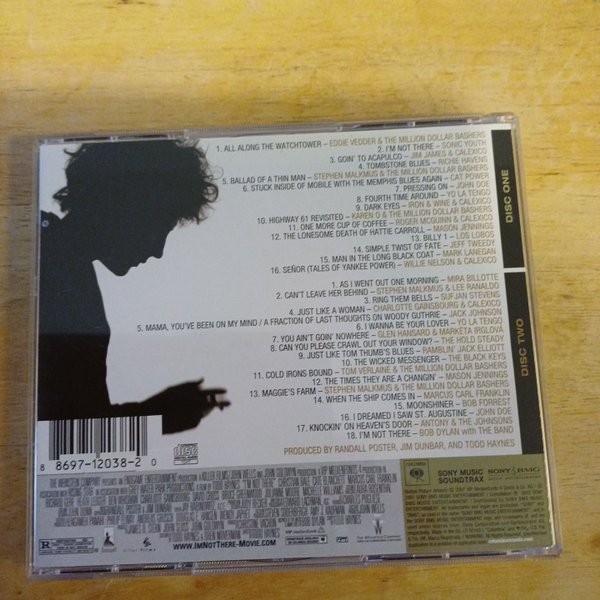 1. ALL ALONG THE WATCHTOWER – EDDIE VEDDER & THE MILLION DOLLAR BASHERS
2. I'M NOT THERE – SONIC YOUTH
3. GOIN' TO ACAPULCO – JIM JAMES & CALEXICO
4. TOMBSTONE BLUES – RICHIE HAVENS
5. BALLAD OF A THIN MAN – STEPHEN MALKMUS & THE MILLION DOLLAR BASHERS
6. STUCK INSIDE OF MOBILE WITH THE MEMPHIS BLUES AGAIN – CAT POWER
7. PRESSING ON – JOHN DOE
8. FOURTH TIME AROUND – YO LA TENGO
9. DARK EYES – IRON & WINE & CALEXICO
10. HIGHWAY 61 REVISITED – KAREN O & THE MILLION DOLLAR BASHERS
11. ONE MORE CUP OF COFFEE – ROGER MCGUINN & CALEXICO
12. THE LONESOME DEATH OF HATTIE CARROLL – MASON JENNINGS
13. BILLY 1 – LOS LOBOS
14. SIMPLE TWIST OF FATE – JEFF TWEEDY
15. MAN IN THE LONG BLACK COAT – MARK LANEGAN
16. SEÑOR (TALES OF YANKEE POWER) – WILLIE NELSON & CALEXICO
DISC ONE
1. AS I WENT OUT ONE MORNING – MIRA BILLOTTE
2. CAN'T LEAVE HER BEHIND – STEPHEN MALKMUS & LEE RANALDO
3. RING THEM BELLS – SUFJAN STEVENS
4. JUST LIKE A WOMAN – CHARLOTTE GAINSBOURG & CALEXICO
5. MAMA, YOU'VE BEEN ON MY MIND / A FRACTION OF LAST THOUGHTS ON WOODY GUTHRIE – JACK JOHNSON
6. I WANNA BE YOUR LOVER – YO LA TENGO
7. YOU AIN'T GOIN' NOWHERE – GLEN HANSARD & MARKETA IRGLOVA
8. CAN YOU PLEASE CRAWL OUT YOUR WINDOW? – THE HOLD STEADY
9. JUST LIKE TOM THUMB'S BLUES – RAMBLIN' JACK ELLIOTT
10. THE WICKED MESSENGER – THE BLACK KEYS
11. COLD IRONS BOUND – TOM VERLAINE & THE MILLION DOLLAR BASHERS
12. THE TIMES THEY ARE A CHANGIN' – MASON JENNINGS
13. MAGGIE'S FARM – STEPHEN MALKMUS & THE MILLION DOLLAR BASHERS
14. WHEN THE SHIP COMES IN – MARCUS CARL FRANKLIN
15. MOONSHINER – BOB FORREST
16. I DREAMED I SAW ST. AUGUSTINE – JOHN DOE
17. KNOCKIN' ON HEAVEN'S DOOR – ANTONY & THE JOHNSONS
18. I'M NOT THERE – BOB DYLAN with THE BAND
DISC TWO
PRODUCED BY RANDALL POSTER, JIM DUNBAR, AND TODD HAYNES
8 8697-12038-2 0
SONY MUSIC
SOUNDTRAX
SONY BMG
WWW.IMNOTTHERE-MOVIE.COM